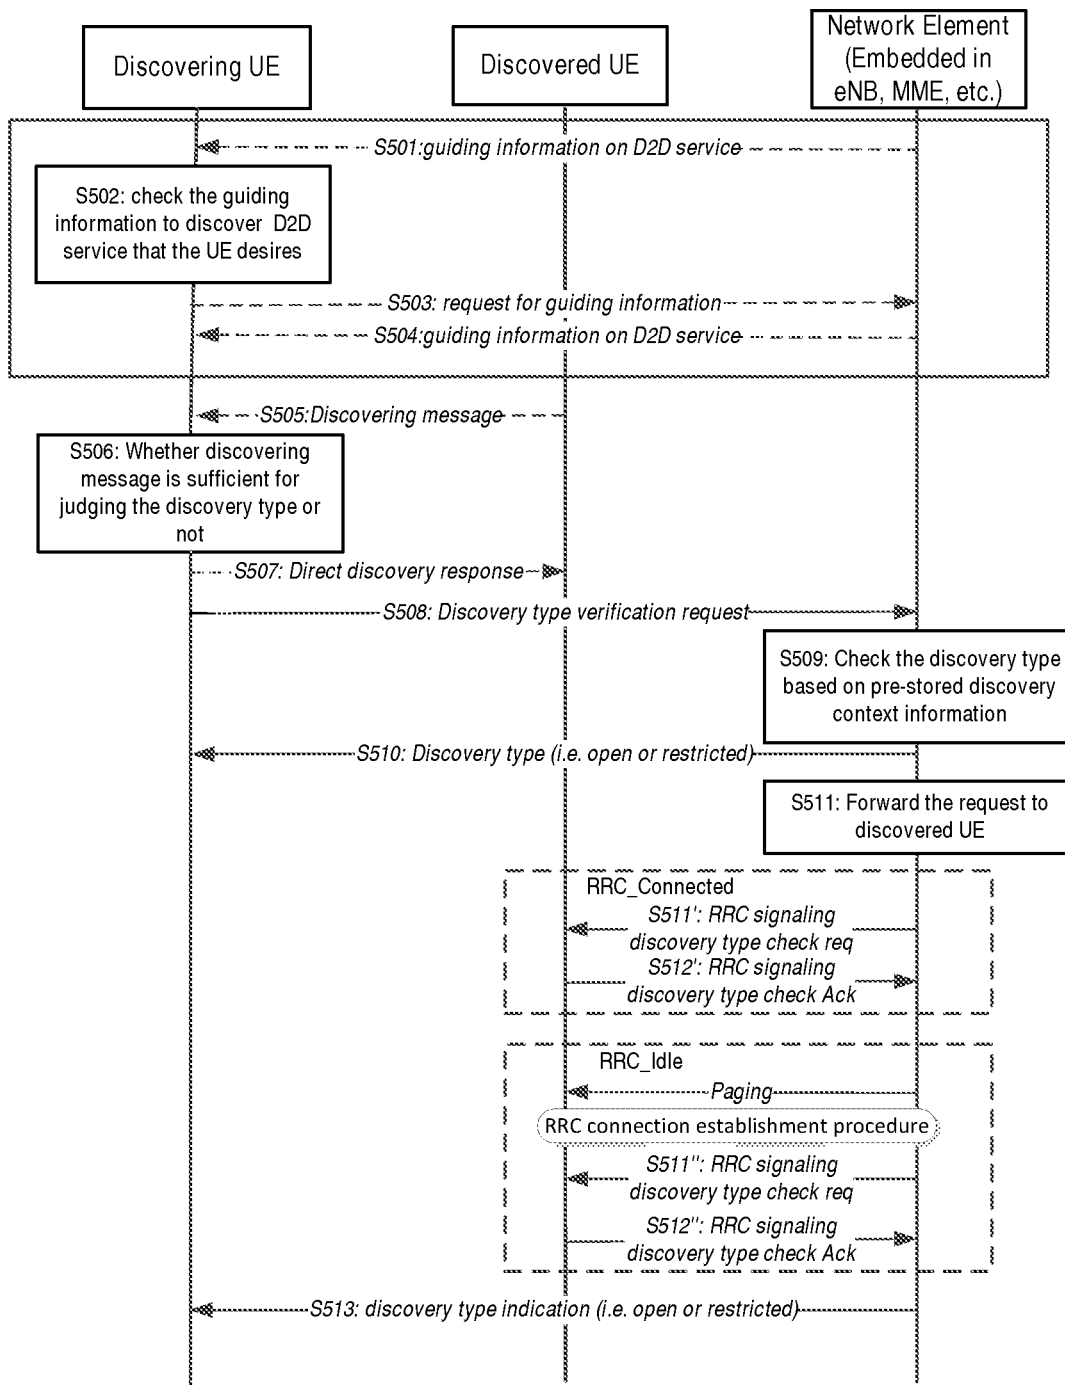 Discovering UE
Discovered UE
Network Element
(Embedded in
eNB, MME, etc.)
S501:guiding information on D2D service
S502: check the guiding
information to discover D2D
service that the UE desires
S503: request for guiding information
S504:guiding information on D2D service
S505:Discovering message
S506: Whether discovering
message is sufficient for
judging the discovery type or
not
S507: Direct discovery response
S508: Discovery type verification request
S509: Check the discovery type
based on pre-stored discovery
context information
S510: Discovery type (i.e. open or restricted)
S511: Forward the request to
discovered UE
RRC_Connected
S511': RRC signaling
discovery type check req
S512': RRC signaling
discovery type check Ack
RRC_Idle
Paging
RRC connection establishment procedure
S511'': RRC signaling
discovery type check req
S512'': RRC signaling
discovery type check Ack
S513: discovery type indication (i.e. open or restricted)